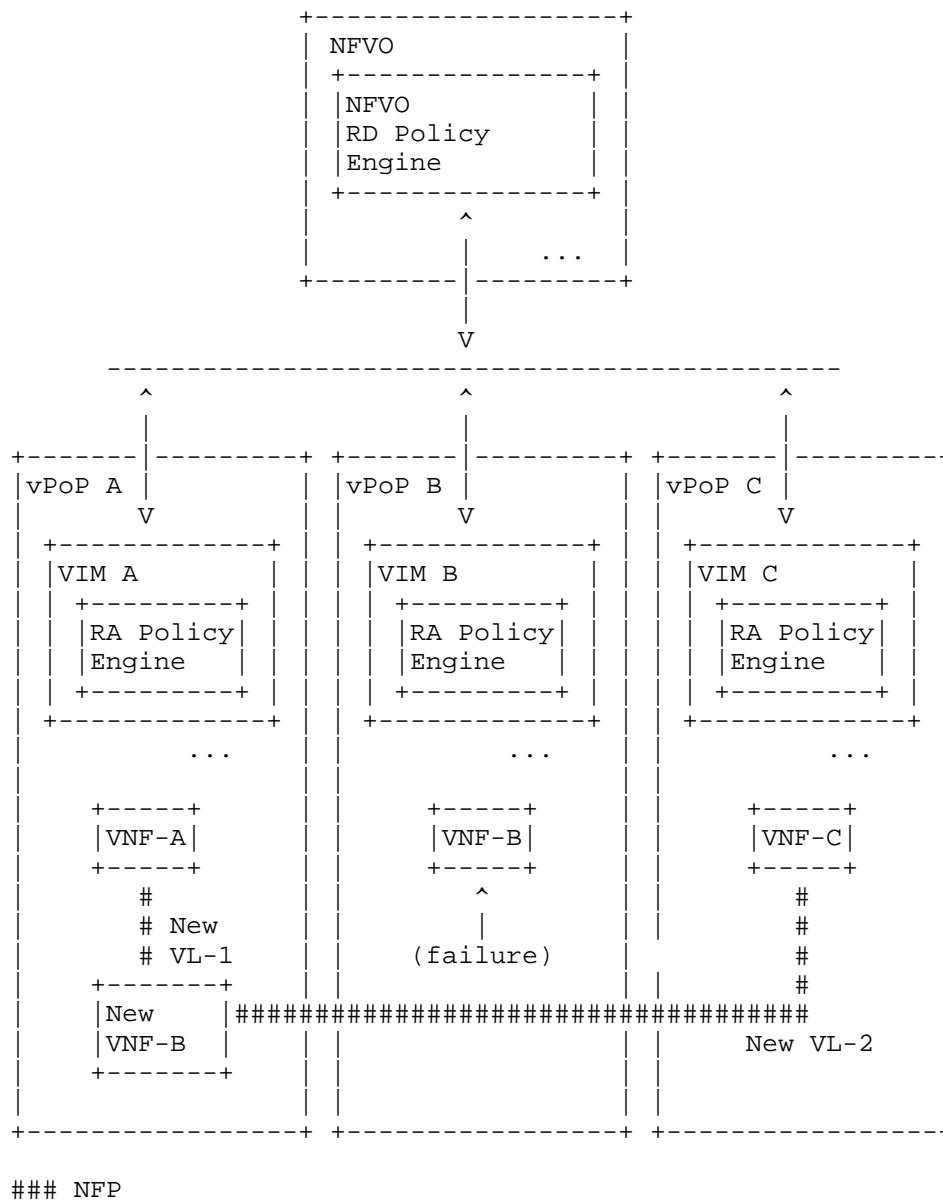 NFVO
NFVO
RD Policy
Engine
...
V
vPoP A vPoP B vPoP C
V V V
VIM A VIM B VIM C
RA Policy RA Policy RA Policy
Engine Engine Engine
... ... ...
VNF-A VNF-B VNF-C
# ^ #
# New #
# VL-1 (failure) #
#
New ####################################
VNF-B New VL-2
### NFP